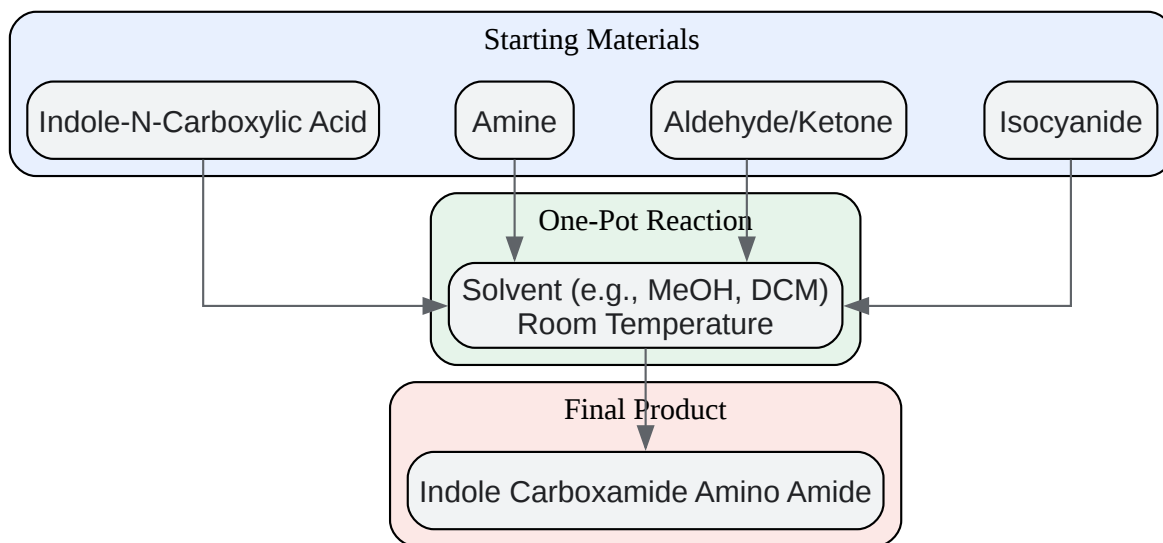 Starting Materials
Indole-N-Carboxylic Acid
Amine
Aldehyde/Ketone
Isocyanide
One-Pot Reaction
Solvent (e.g., MeOH, DCM)
Room Temperature
Final Product
Indole Carboxamide Amino Amide